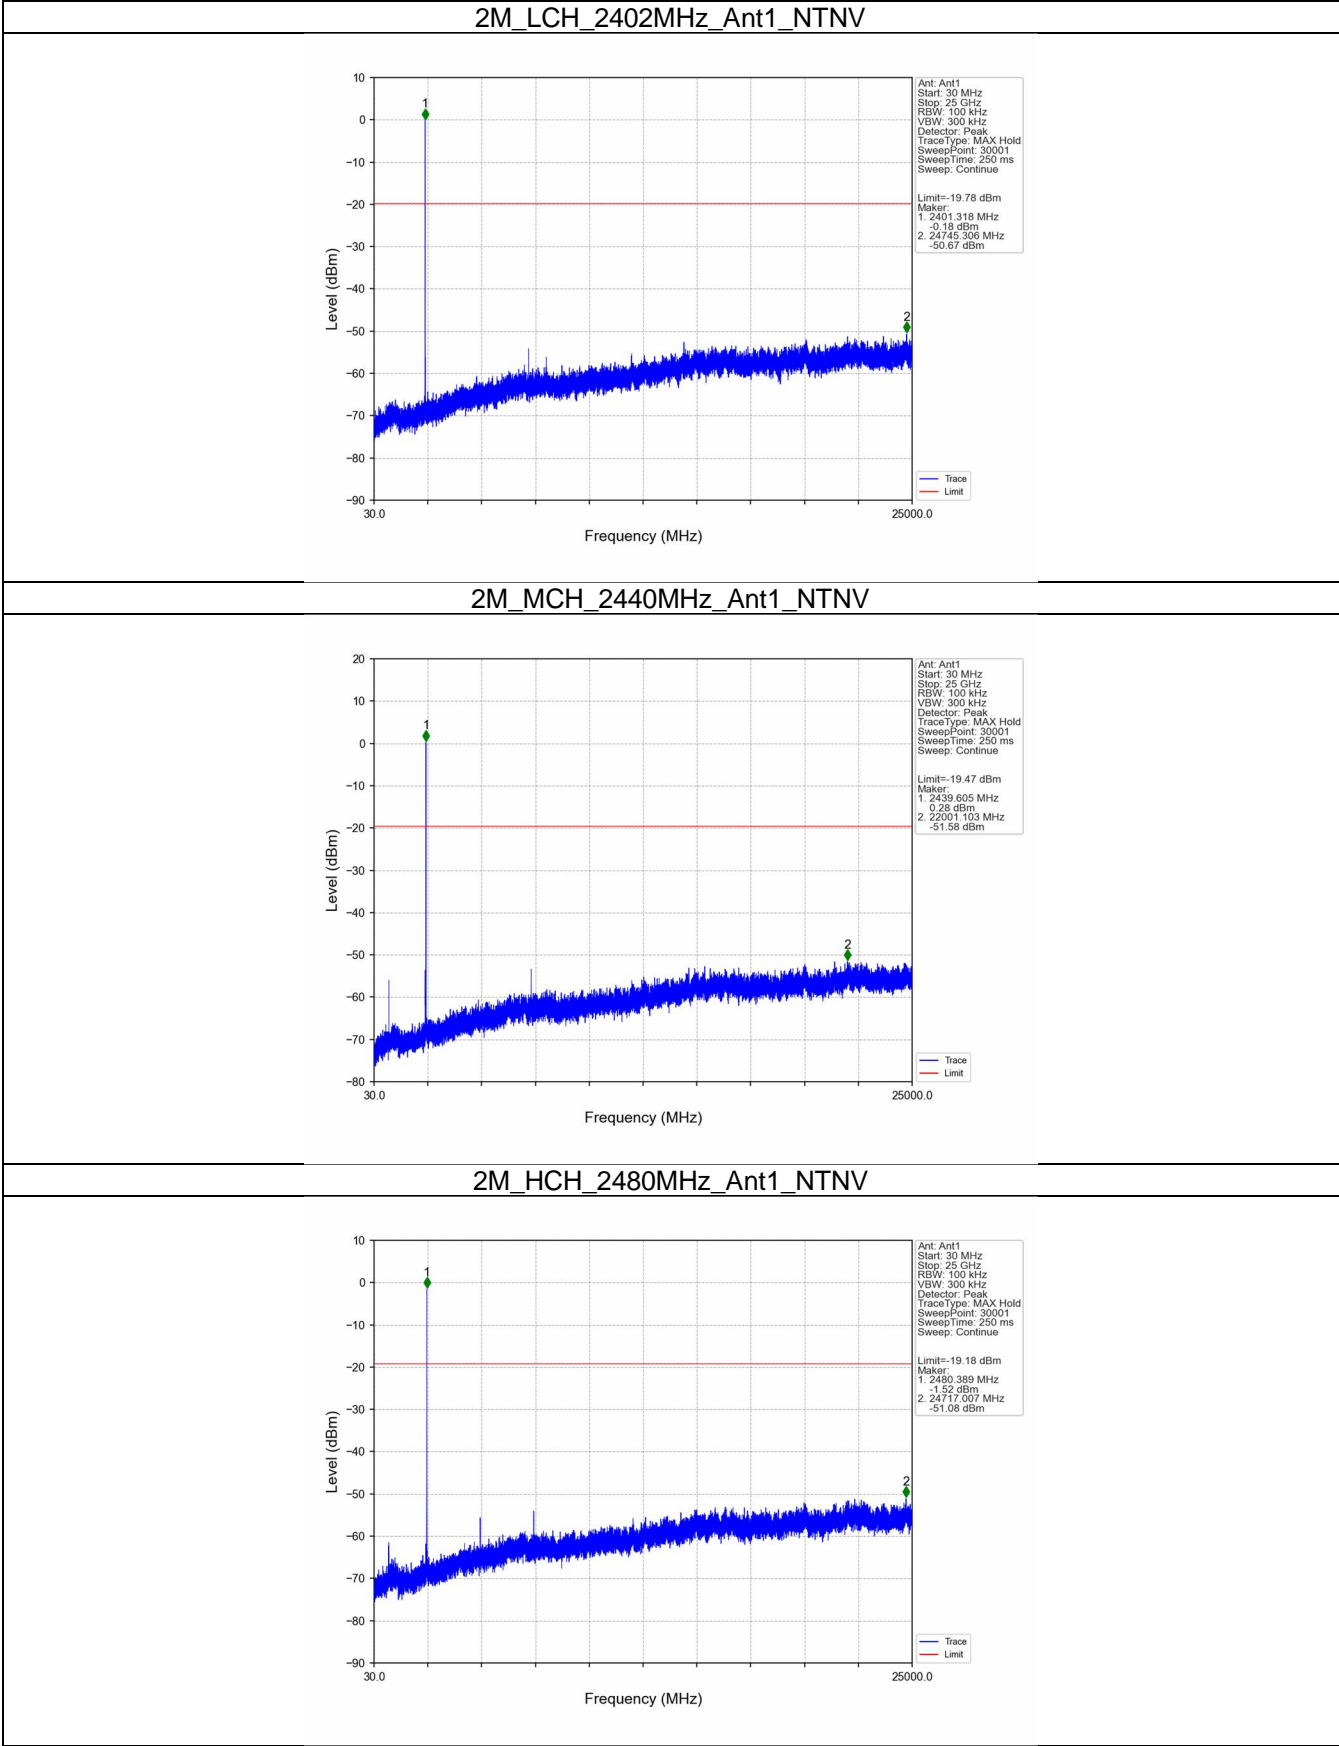 2M_LCH_2402MHz_Ant1_NTNV
10
0
−10
−20
−30
−40
−50
−60
−70
−80
−90
Level (dBm)
1
2
30.0
25000.0
Frequency (MHz)
Ant: Ant1
Start: 30 MHz
Stop: 25 GHz
RBW: 100 kHz
VBW: 300 kHz
Detector: Peak
TraceType: MAX Hold
SweepPoint: 30001
SweepTime: 250 ms
Sweep: Continue
Limit=-19.78 dBm
Maker:
1. 2401.318 MHz
-0.18 dBm
2. 24745.306 MHz
-50.67 dBm
Trace
Limit
2M_MCH_2440MHz_Ant1_NTNV
20
10
0
−10
−20
−30
−40
−50
−60
−70
−80
Level (dBm)
1
2
30.0
25000.0
Frequency (MHz)
Ant: Ant1
Start: 30 MHz
Stop: 25 GHz
RBW: 100 kHz
VBW: 300 kHz
Detector: Peak
TraceType: MAX Hold
SweepPoint: 30001
SweepTime: 250 ms
Sweep: Continue
Limit=-19.47 dBm
Maker:
1. 2439.605 MHz
0.28 dBm
2. 22001.103 MHz
-51.58 dBm
Trace
Limit
2M_HCH_2480MHz_Ant1_NTNV
10
0
−10
−20
−30
−40
−50
−60
−70
−80
−90
Level (dBm)
1
2
30.0
25000.0
Frequency (MHz)
Ant: Ant1
Start: 30 MHz
Stop: 25 GHz
RBW: 100 kHz
VBW: 300 kHz
Detector: Peak
TraceType: MAX Hold
SweepPoint: 30001
SweepTime: 250 ms
Sweep: Continue
Limit=-19.18 dBm
Maker:
1. 2480.389 MHz
-1.52 dBm
2. 24717.007 MHz
-51.08 dBm
Trace
Limit